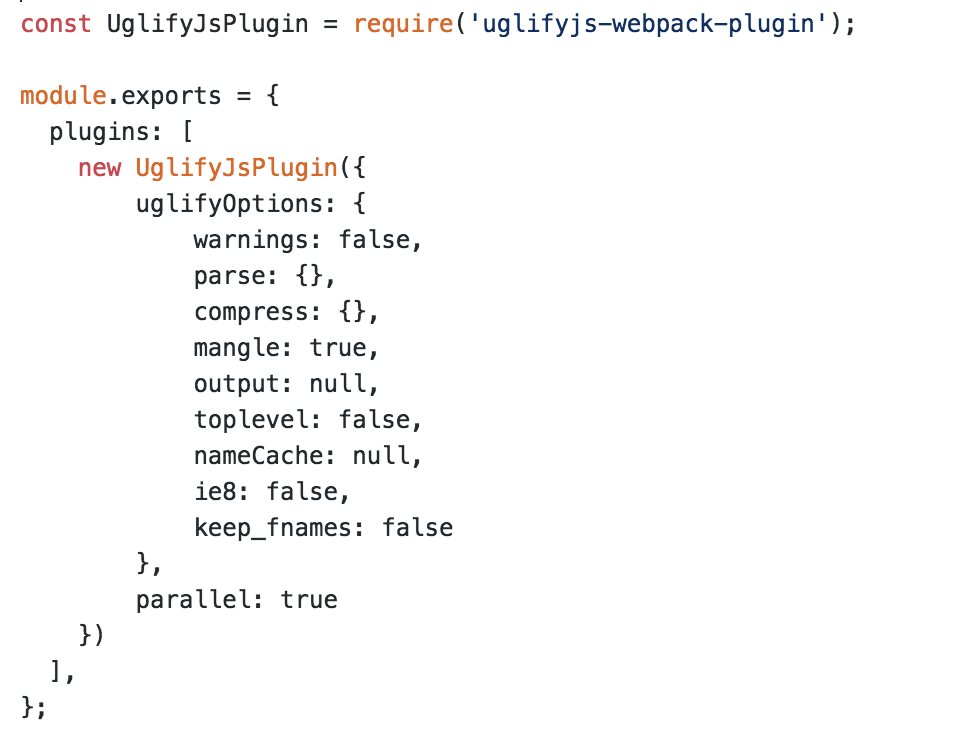 const UglifyJsPlugin = require('uglifyjs-webpack-plugin');

module.exports = {
  plugins: [
    new UglifyJsPlugin({
        uglifyOptions: {
            warnings: false,
            parse: {},
            compress: {},
            mangle: true,
            output: null,
            toplevel: false,
            nameCache: null,
            ie8: false,
            keep_fnames: false
        },
        parallel: true
    })
  ],
};